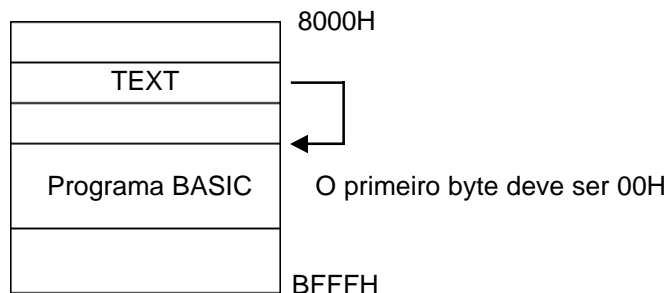 8000H
TEXT
Programa BASIC
O primeiro byte deve ser 00H
BFFFH